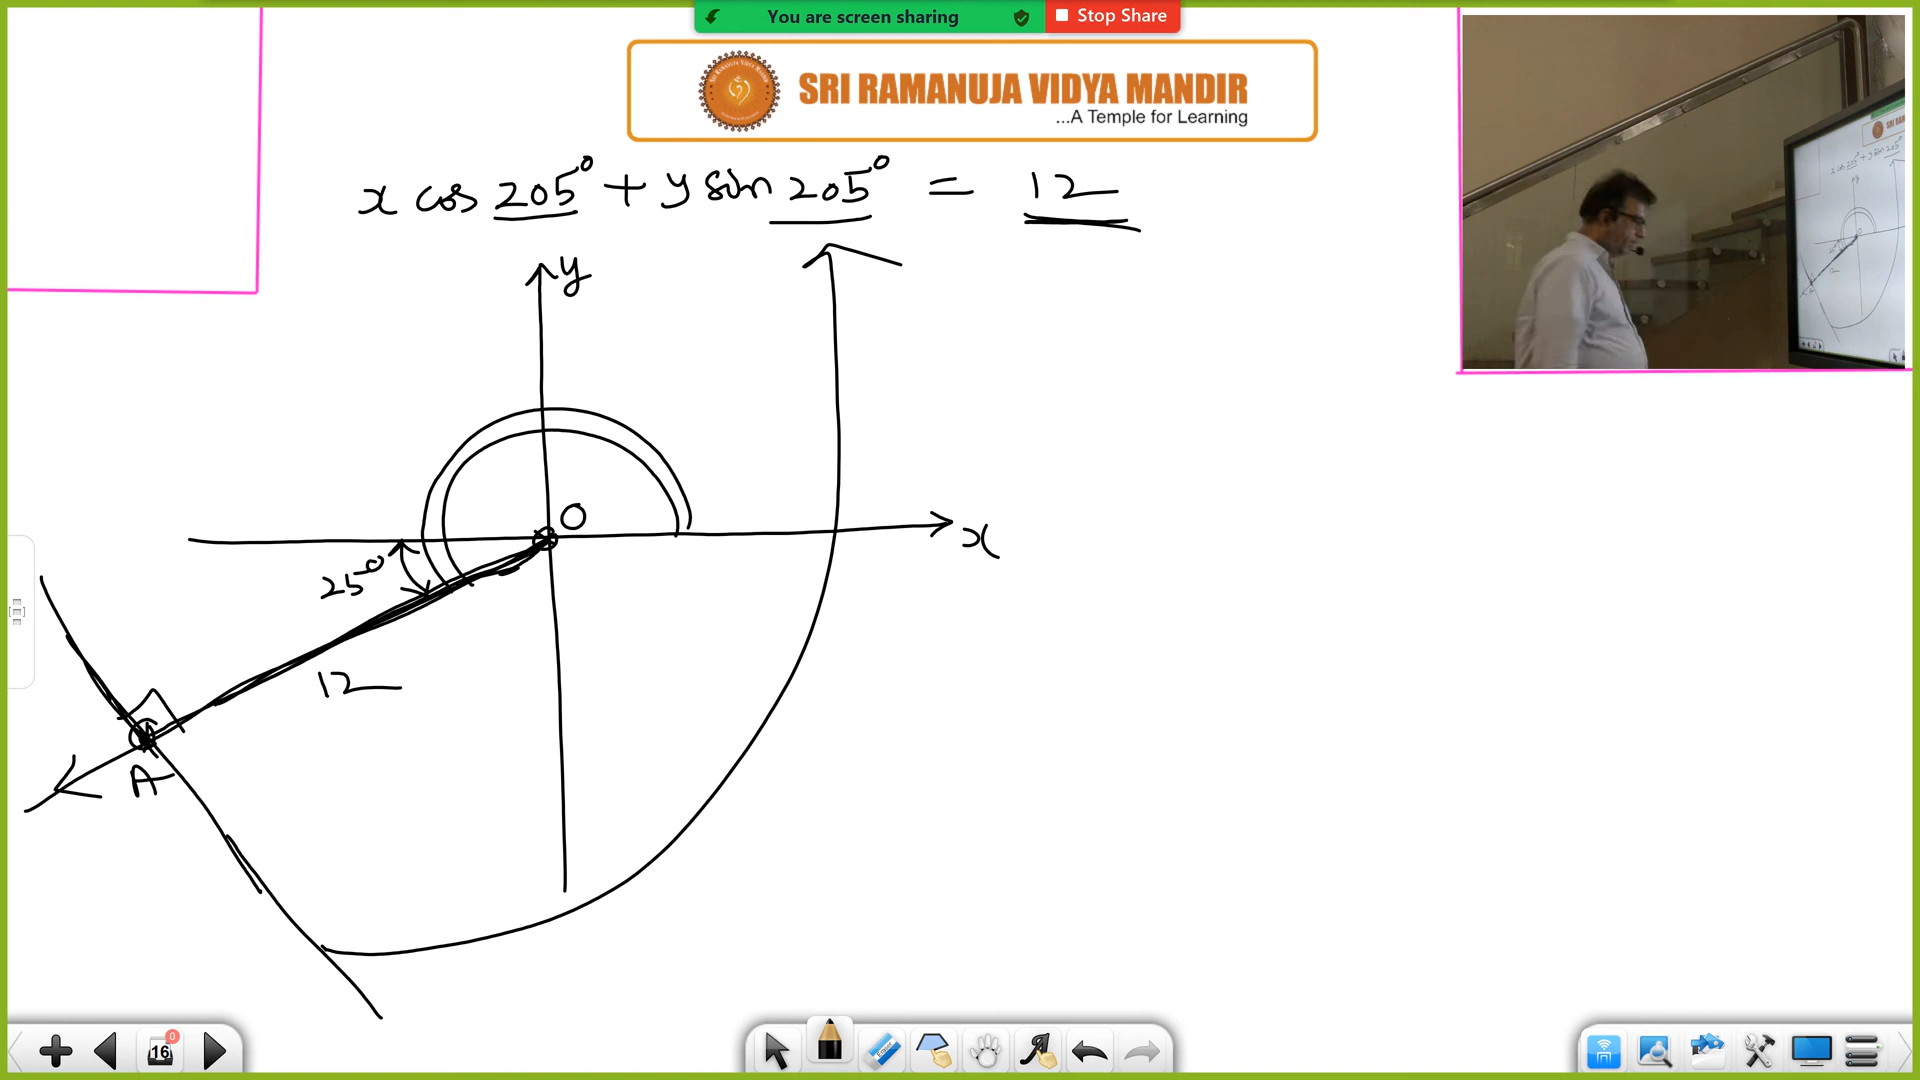 You are screen sharing
Stop Share
SRI RAMANUJA VIDYA MANDIR
...A Temple for Learning
x cos 205° + y sin 205° = 12
y
O
x
25°
12
A
0
16